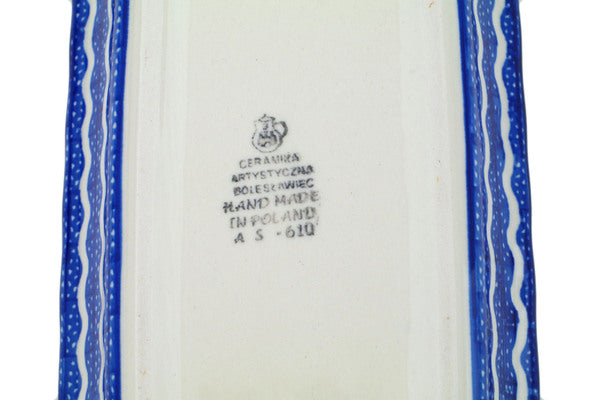 CERAMIKA
ARTYSTYCZNA
BOLESŁAWIEC
HAND MADE
IN POLAND
A S - 610